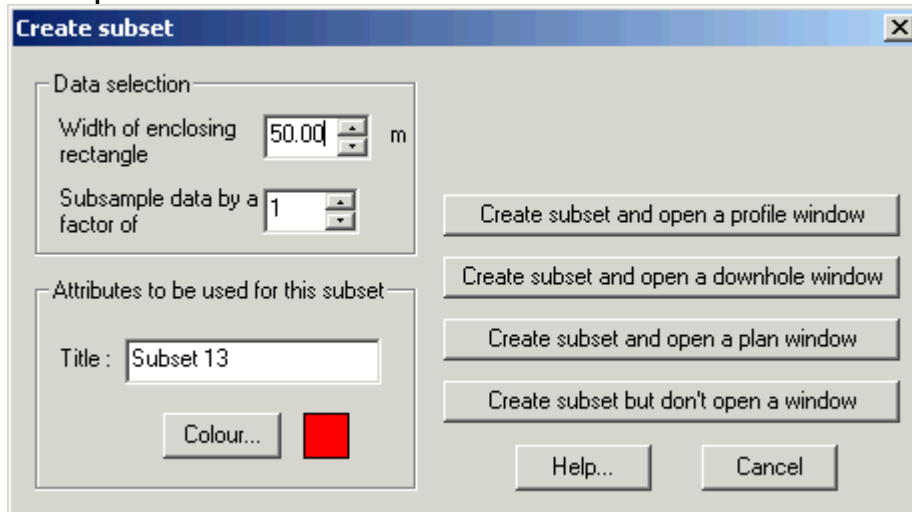 Create subset
Data selection
Width of enclosing
rectangle
50.00
m
Subsample data by a
factor of
1
Attributes to be used for this subset
Title :
Subset 13
Colour...
Create subset and open a profile window
Create subset and open a downhole window
Create subset and open a plan window
Create subset but don't open a window
Help...
Cancel